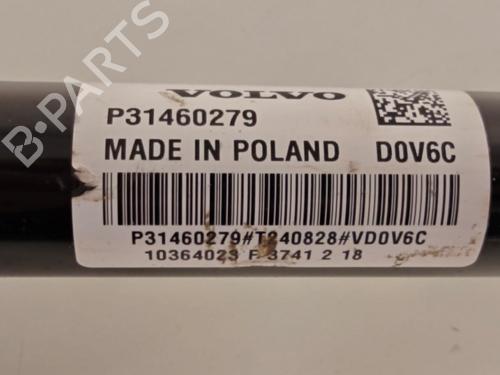 VOLVO
P31460279
MADE IN POLAND D0V6C
P31460279#T240828#VD0V6C
10364023 F 3741 2 18
B-PARTS